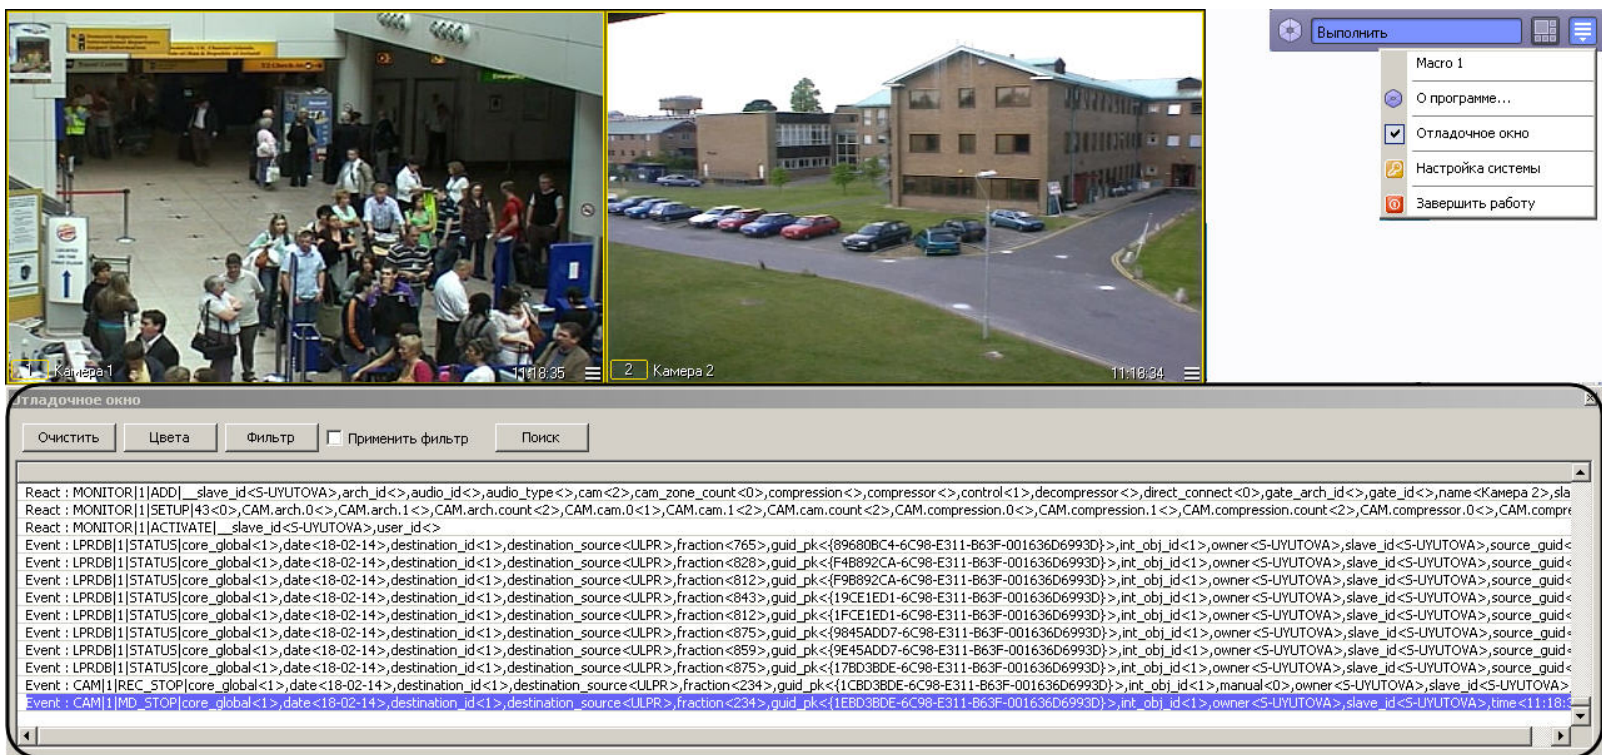 Domestic departures
International departures
Airport information
Travel Centre
T2 Check-in
Emergency
1
Камера 1
11:18:35
2
Камера 2
11:18:34
Выполнить
Macro 1
О программе...
Отладочное окно
Настройка системы
Завершить работу
Отладочное окно
Очистить
Цвета
Фильтр
Применить фильтр
Поиск
React : MONITOR|1|ADD|__slave_id<S-UYUTOVA>,arch_id<>,audio_id<>,audio_type<>,cam<2>,cam_zone_count<0>,compression<>,compressor<>,control<1>,decompressor<>,direct_connect<0>,gate_arch_id<>,gate_id<>,name<Камера 2>,sla
React : MONITOR|1|SETUP|43<0>,CAM.arch.0<>,CAM.arch.1<>,CAM.arch.count<2>,CAM.cam.0<1>,CAM.cam.1<2>,CAM.cam.count<2>,CAM.compression.0<>,CAM.compression.1<>,CAM.compression.count<2>,CAM.compressor.0<>,CAM.compre
React : MONITOR|1|ACTIVATE|__slave_id<S-UYUTOVA>,user_id<>
Event : LPRDB|1|STATUS|core_global<1>,date<18-02-14>,destination_id<1>,destination_source<ULPR>,fraction<765>,guid_pk<{89680BC4-6C98-E311-B63F-001636D6993D}>,int_obj_id<1>,owner<S-UYUTOVA>,slave_id<S-UYUTOVA>,source_guid<
Event : LPRDB|1|STATUS|core_global<1>,date<18-02-14>,destination_id<1>,destination_source<ULPR>,fraction<828>,guid_pk<{F4B892CA-6C98-E311-B63F-001636D6993D}>,int_obj_id<1>,owner<S-UYUTOVA>,slave_id<S-UYUTOVA>,source_guid<
Event : LPRDB|1|STATUS|core_global<1>,date<18-02-14>,destination_id<1>,destination_source<ULPR>,fraction<812>,guid_pk<{F9B892CA-6C98-E311-B63F-001636D6993D}>,int_obj_id<1>,owner<S-UYUTOVA>,slave_id<S-UYUTOVA>,source_guid<
Event : LPRDB|1|STATUS|core_global<1>,date<18-02-14>,destination_id<1>,destination_source<ULPR>,fraction<843>,guid_pk<{19CE1ED1-6C98-E311-B63F-001636D6993D}>,int_obj_id<1>,owner<S-UYUTOVA>,slave_id<S-UYUTOVA>,source_guid<
Event : LPRDB|1|STATUS|core_global<1>,date<18-02-14>,destination_id<1>,destination_source<ULPR>,fraction<812>,guid_pk<{1FCE1ED1-6C98-E311-B63F-001636D6993D}>,int_obj_id<1>,owner<S-UYUTOVA>,slave_id<S-UYUTOVA>,source_guid<
Event : LPRDB|1|STATUS|core_global<1>,date<18-02-14>,destination_id<1>,destination_source<ULPR>,fraction<875>,guid_pk<{9845ADD7-6C98-E311-B63F-001636D6993D}>,int_obj_id<1>,owner<S-UYUTOVA>,slave_id<S-UYUTOVA>,source_guid<
Event : LPRDB|1|STATUS|core_global<1>,date<18-02-14>,destination_id<1>,destination_source<ULPR>,fraction<859>,guid_pk<{9E45ADD7-6C98-E311-B63F-001636D6993D}>,int_obj_id<1>,owner<S-UYUTOVA>,slave_id<S-UYUTOVA>,source_guid<
Event : LPRDB|1|STATUS|core_global<1>,date<18-02-14>,destination_id<1>,destination_source<ULPR>,fraction<875>,guid_pk<{17BD3BDE-6C98-E311-B63F-001636D6993D}>,int_obj_id<1>,owner<S-UYUTOVA>,slave_id<S-UYUTOVA>,source_guid<
Event : CAM|1|REC_STOP|core_global<1>,date<18-02-14>,destination_id<1>,destination_source<ULPR>,fraction<234>,guid_pk<{1CBD3BDE-6C98-E311-B63F-001636D6993D}>,int_obj_id<1>,manual<0>,owner<S-UYUTOVA>,slave_id<S-UYUTOVA>
Event : CAM|1|MD_STOP|core_global<1>,date<18-02-14>,destination_id<1>,destination_source<ULPR>,fraction<234>,guid_pk<{1EBD3BDE-6C98-E311-B63F-001636D6993D}>,int_obj_id<1>,owner<S-UYUTOVA>,slave_id<S-UYUTOVA>,time<11:18:3